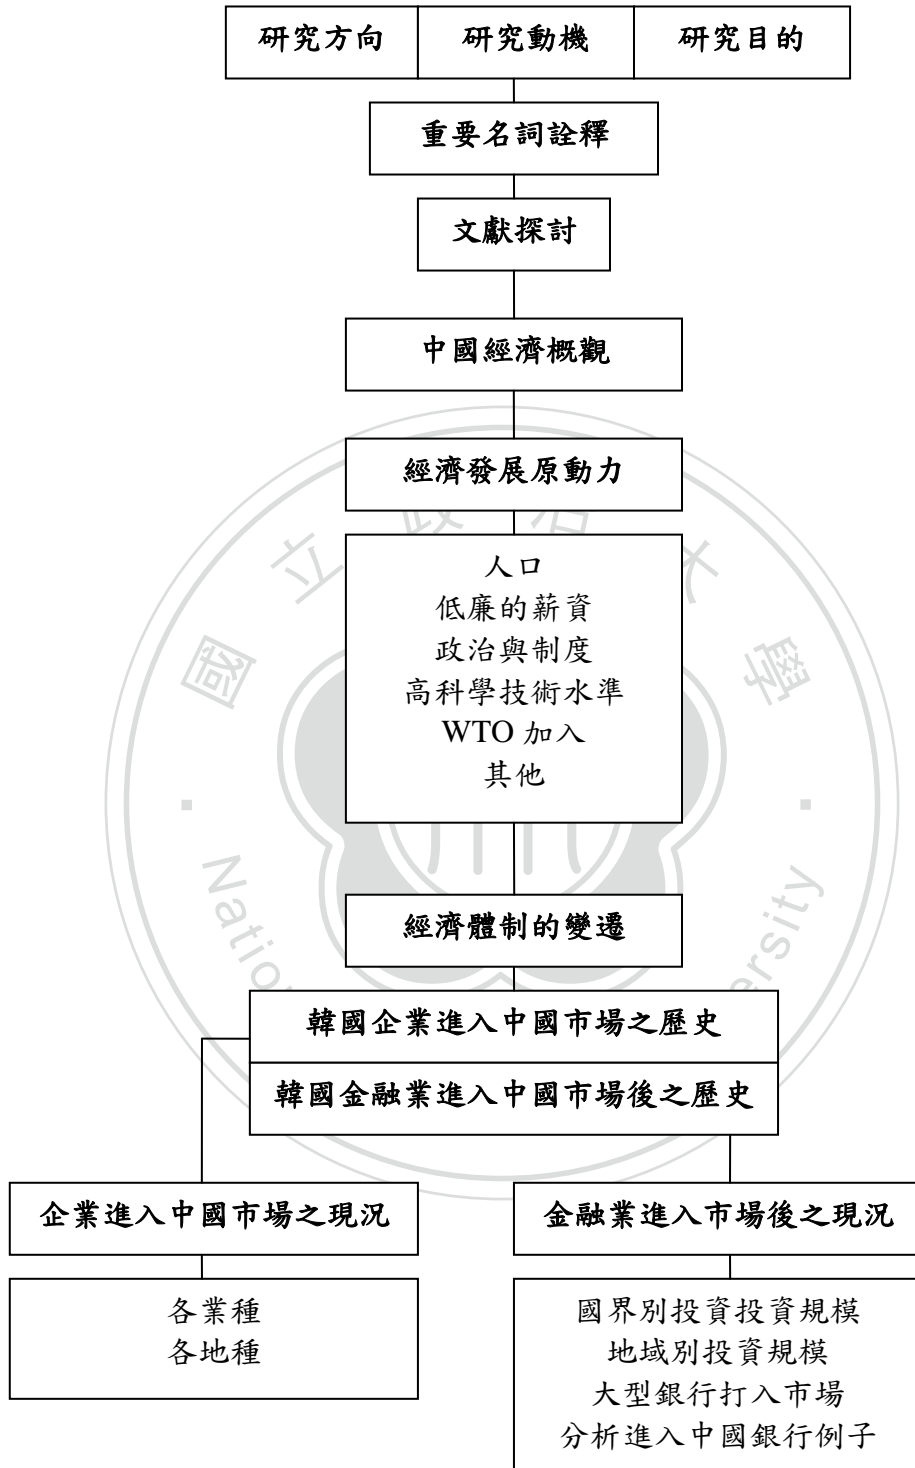 研究方向 研究動機 研究目的
重要名詞詮釋
文獻探討
中國經濟概觀
經濟發展原動力
人口
低廉的薪資
政治與制度
高科學技術水準
WTO 加入
其他
經濟體制的變遷
韓國企業進入中國市場之歷史
韓國金融業進入中國市場後之歷史
企業進入中國市場之現況 金融業進入市場後之現況
各業種
各地種
國界別投資投資規模
地域別投資規模
大型銀行打入市場
分析進入中國銀行例子
國 立 政 治 大 學